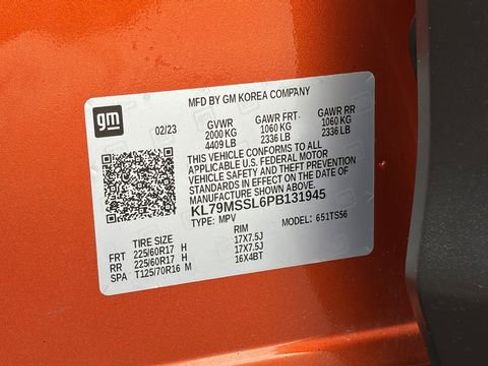 MFD BY GM KOREA COMPANY
gm
02/23
GVWR GAWR FRT GAWR RR
2000 KG 1060 KG 1060 KG
4409 LB 2336 LB 2336 LB
THIS VEHICLE CONFORMS TO ALL
APPLICABLE U.S. FEDERAL MOTOR
VEHICLE SAFETY AND THEFT PREVENTION
STANDARDS IN EFFECT ON THE DATE OF
MANUFACTURE SHOWN ABOVE.
KL79MSSL6PB131945
TYPE: MPV MODEL: 651TS56
TIRE SIZE RIM
FRT 225/60R17 H 17X7.5J
RR 225/60R17 H 17X7.5J
SPA T125/70R16 M 16X4BT